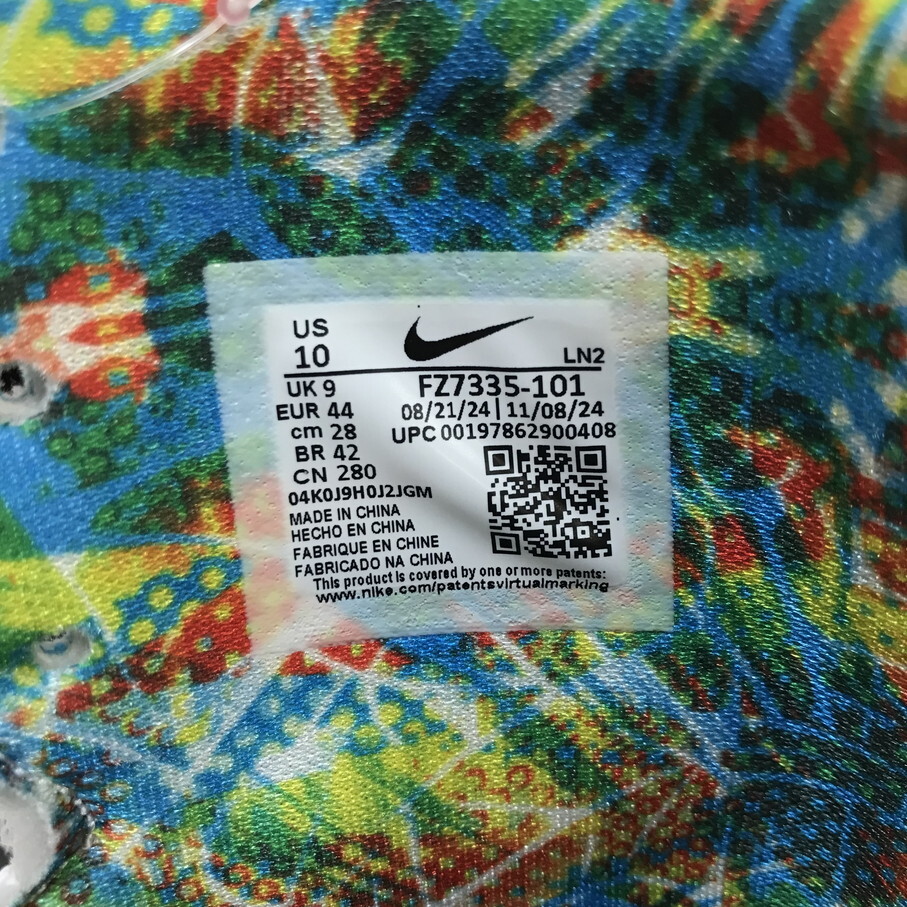 US
10
LN2
UK 9
FZ7335-101
EUR 44
08/21/24 | 11/08/24
cm 28
UPC 00197862900408
BR 42
CN 280
04K0J9H0J2JGM
MADE IN CHINA
HECHO EN CHINA
FABRIQUE EN CHINE
FABRICADO NA CHINA
This product is covered by one or more patents:
www.nike.com/patentsvirtualmarking